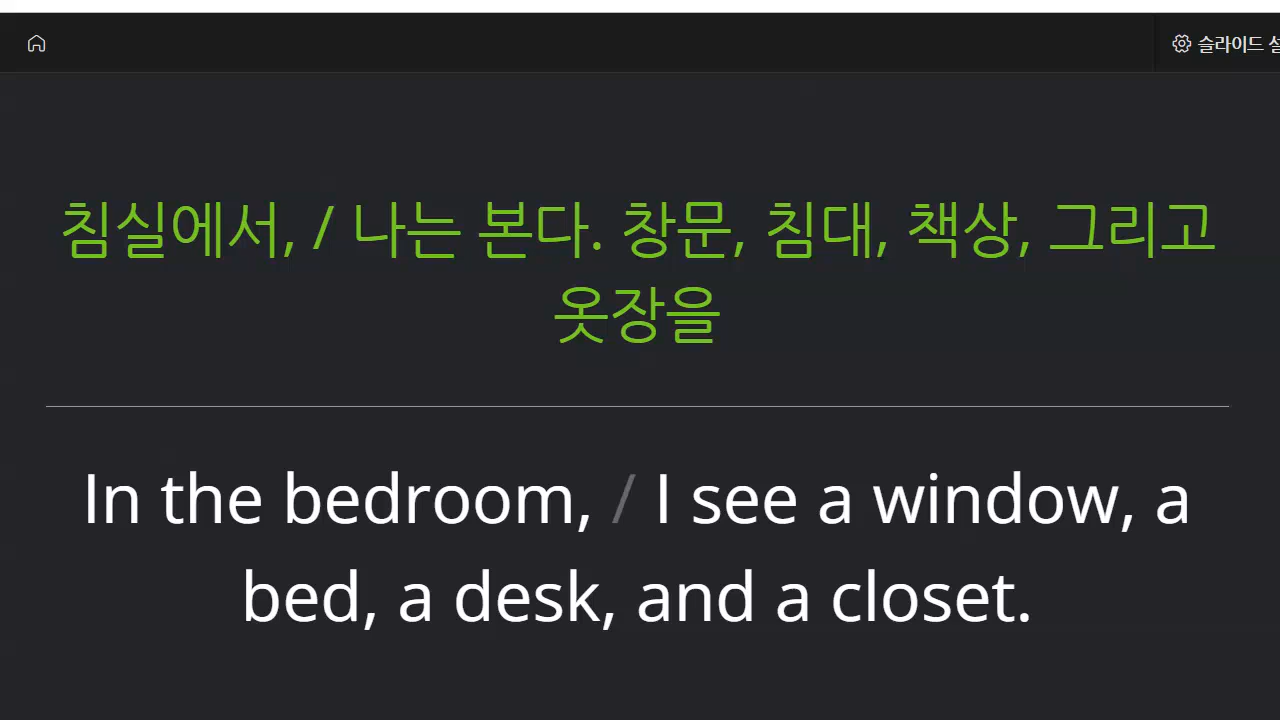 슬라이드
침실에서, / 나는 본다. 창문, 침대, 책상, 그리고
옷장을
In the bedroom, / I see a window, a
bed, a desk, and a closet.